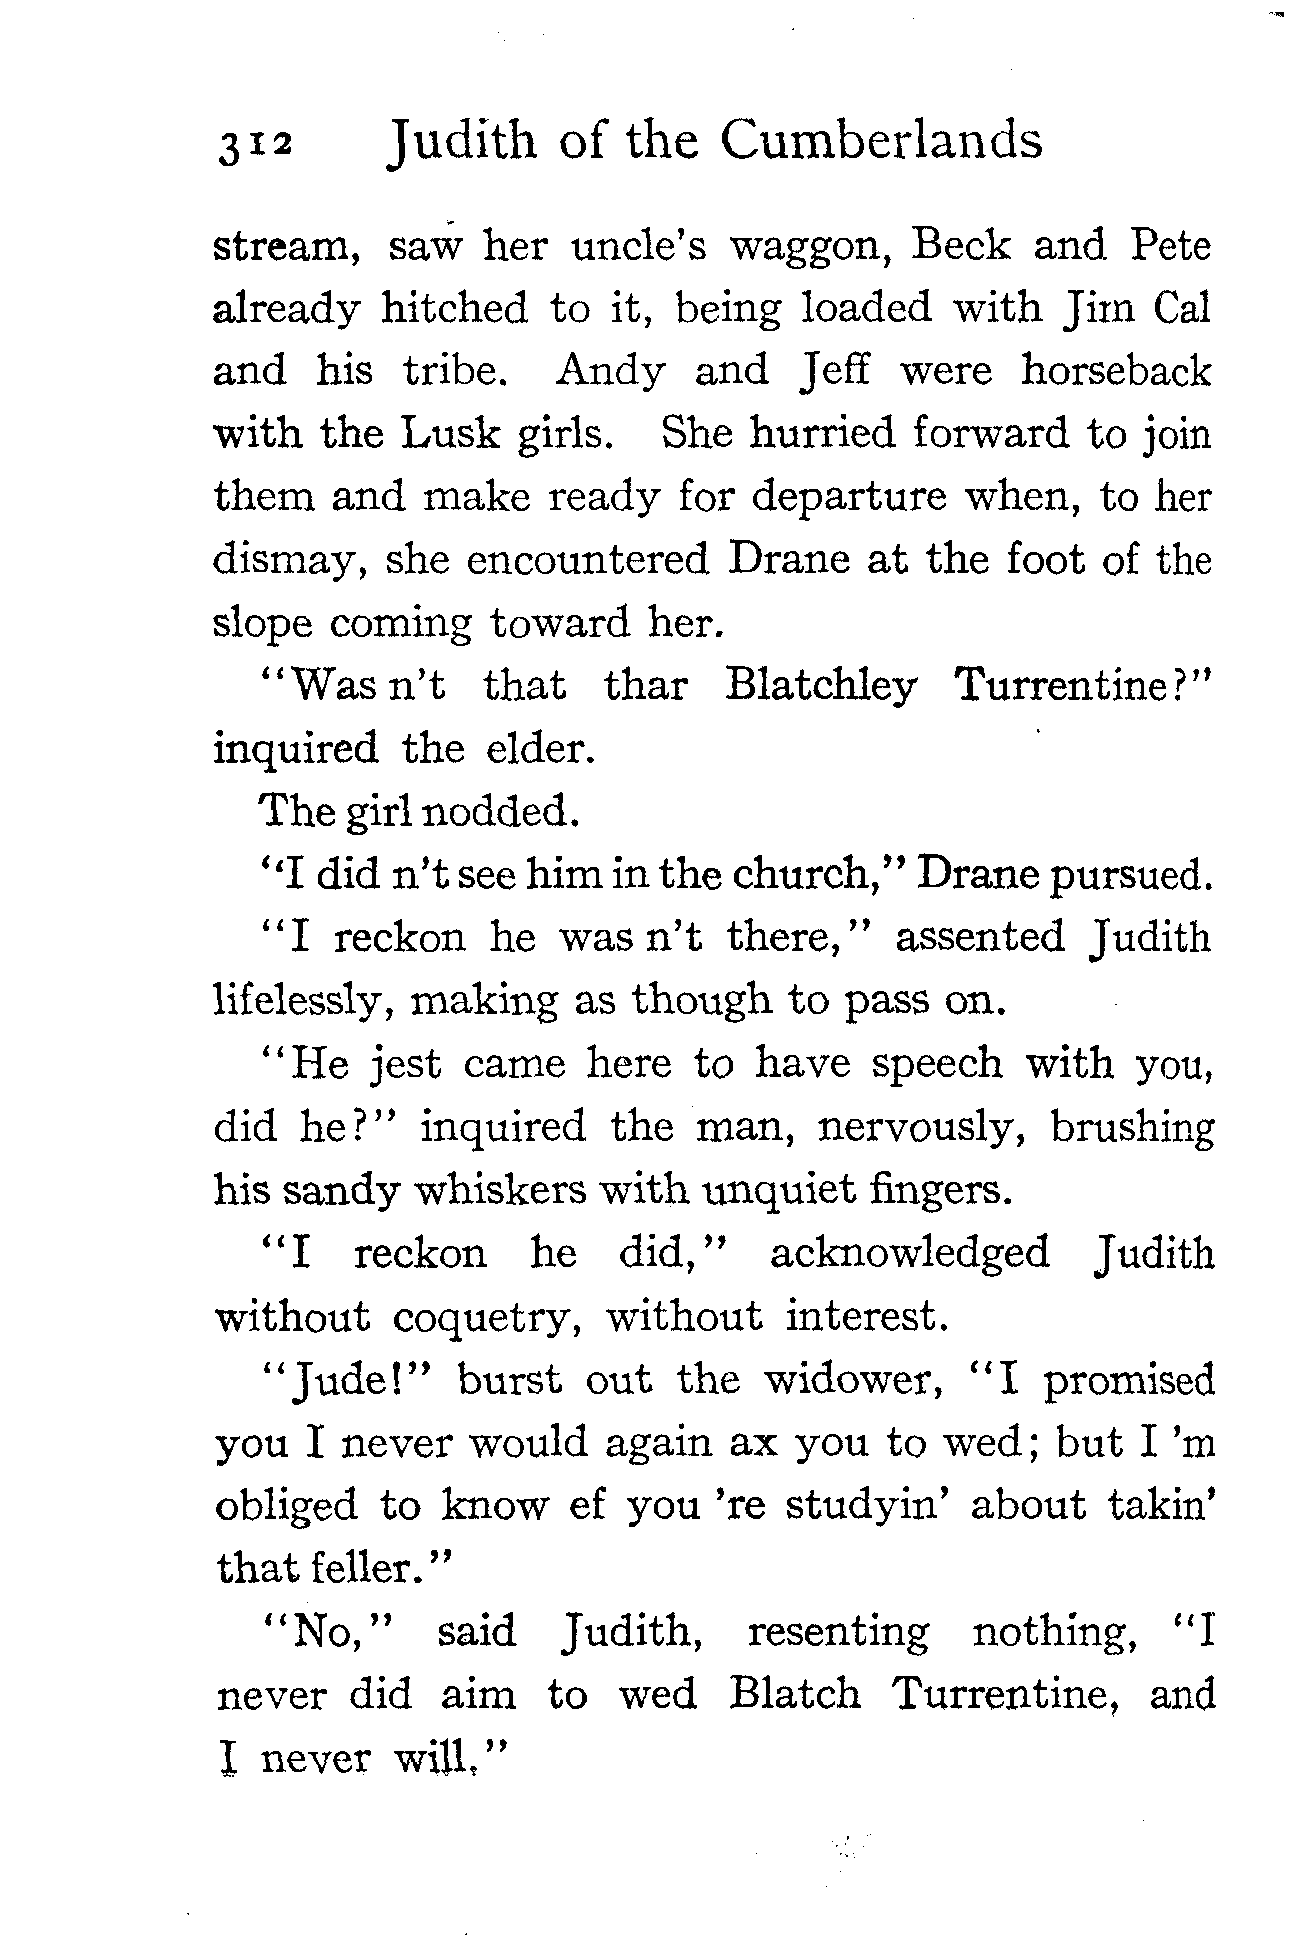 312 Judith of the Cumberlands
stream, saw her uncle's waggon, Beck and Pete
already hitched to it, being loaded with Jim Cal
and his tribe. Andy and Jeff were horseback
with the Lusk girls. She hurried forward to join
them and make ready for departure when, to her
dismay, she encountered Drane at the foot of the
slope coming toward her.
"Was n't that thar Blatchley Turrentine?"
inquired the elder.
The girl nodded.
"I did n't see him in the church," Drane pursued.
"I reckon he was n't there," assented Judith
lifelessly, making as though to pass on.
"He jest came here to have speech with you,
did he?" inquired the man, nervously, brushing
his sandy whiskers with unquiet fingers.
"I reckon he did," acknowledged Judith
without coquetry, without interest.
"Jude!" burst out the widower, "I promised
you I never would again ax you to wed; but I 'm
obliged to know ef you 're studyin' about takin'
that feller."
"No," said Judith, resenting nothing, "I
never did aim to wed Blatch Turrentine, and
I never will."